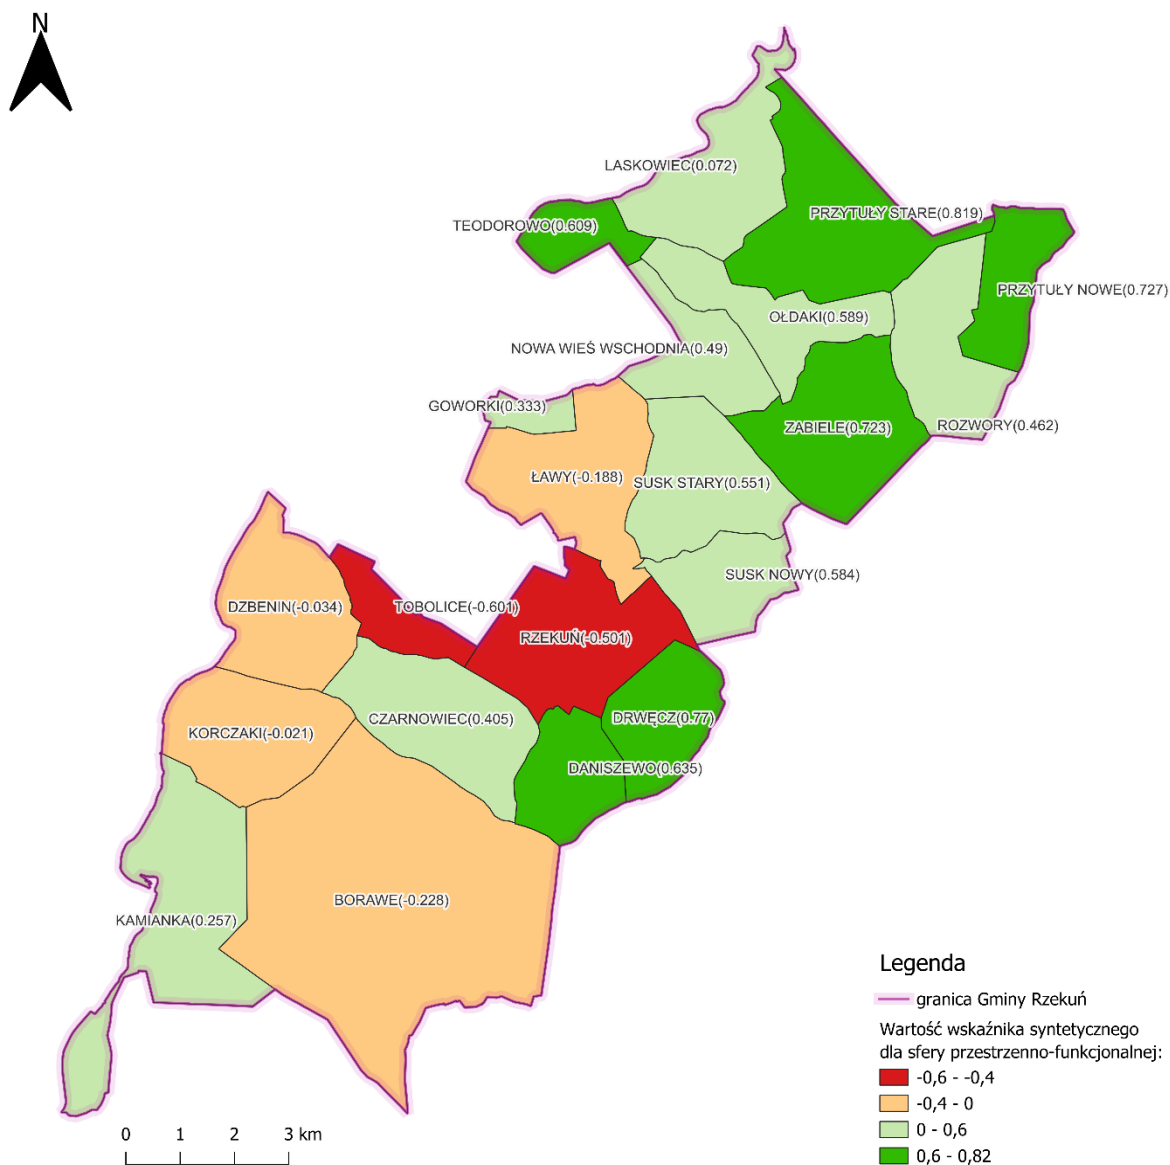 N
LASKOWIEC(0.072)
PRZYTUŁY STARE(0.819)
TEODOROWO(0.609)
PRZYTUŁY NOWE(0.727)
OŁDAKI(0.589)
NOWA WIEŚ WSCHODNIA(0.49)
GOWORKI(0.333)
ZABIELE(0.723)
ROZWORY(0.462)
ŁAWY(-0.188)
SUSK STARY(0.551)
SUSK NOWY(0.584)
DZBENIN(-0.034)
TOBOLICE(-0.601)
RZEKUŃ(-0.501)
CZARNOWIEC(0.405)
DRWĘCZ(0.77)
KORCZAKI(-0.021)
DANISZEWO(0.635)
BORAWE(-0.228)
KAMIANKA(0.257)
Legenda
granica Gminy Rzekuń
Wartość wskaźnika syntetycznego
dla sfery przestrzenno-funkcjonalnej:
-0,6 - -0,4
-0,4 - 0
0 - 0,6
0,6 - 0,82
0 1 2 3 km